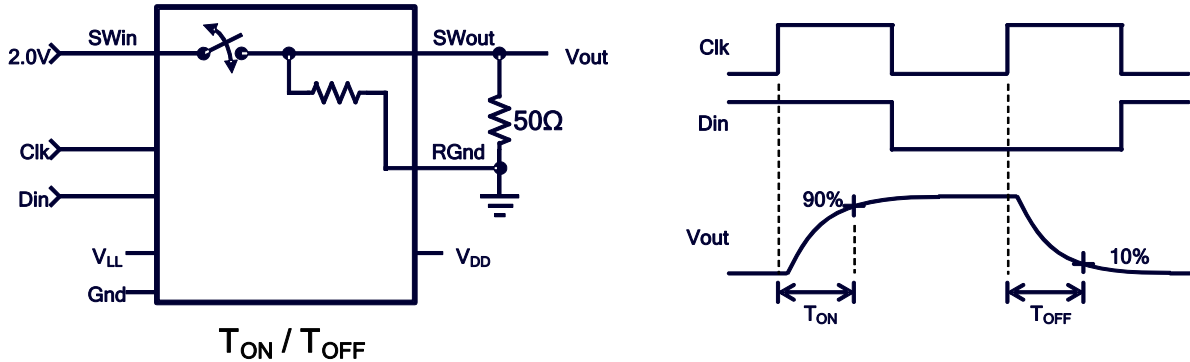 SWin
SWout
2.0V
Vout
50Ω
Clk
RGnd
Din
VLL
VDD
Gnd
TON / TOFF
Clk
Din
90%
Vout
10%
TON
TOFF